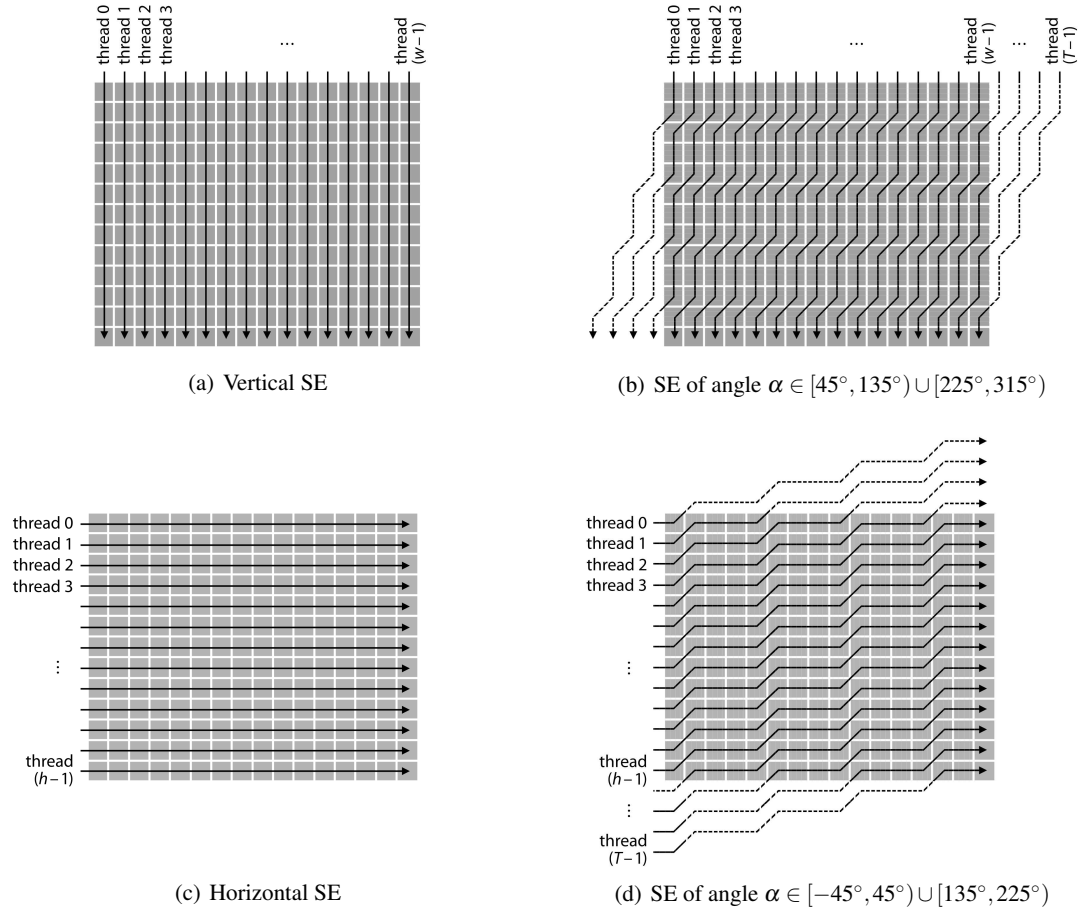 thread 0
thread 1
thread 2
thread 3
...
thread
(w−1)
thread 0
thread 1
thread 2
thread 3
...
thread
(w−1)
...
thread
(T−1)
(a) Vertical SE
(b) SE of angle α ∈ [45°, 135°) ∪ [225°, 315°)
thread 0
thread 1
thread 2
thread 3
...
thread
(h−1)
thread 0
thread 1
thread 2
thread 3
...
thread
(h−1)
...
thread
(T−1)
(c) Horizontal SE
(d) SE of angle α ∈ [−45°, 45°) ∪ [135°, 225°)